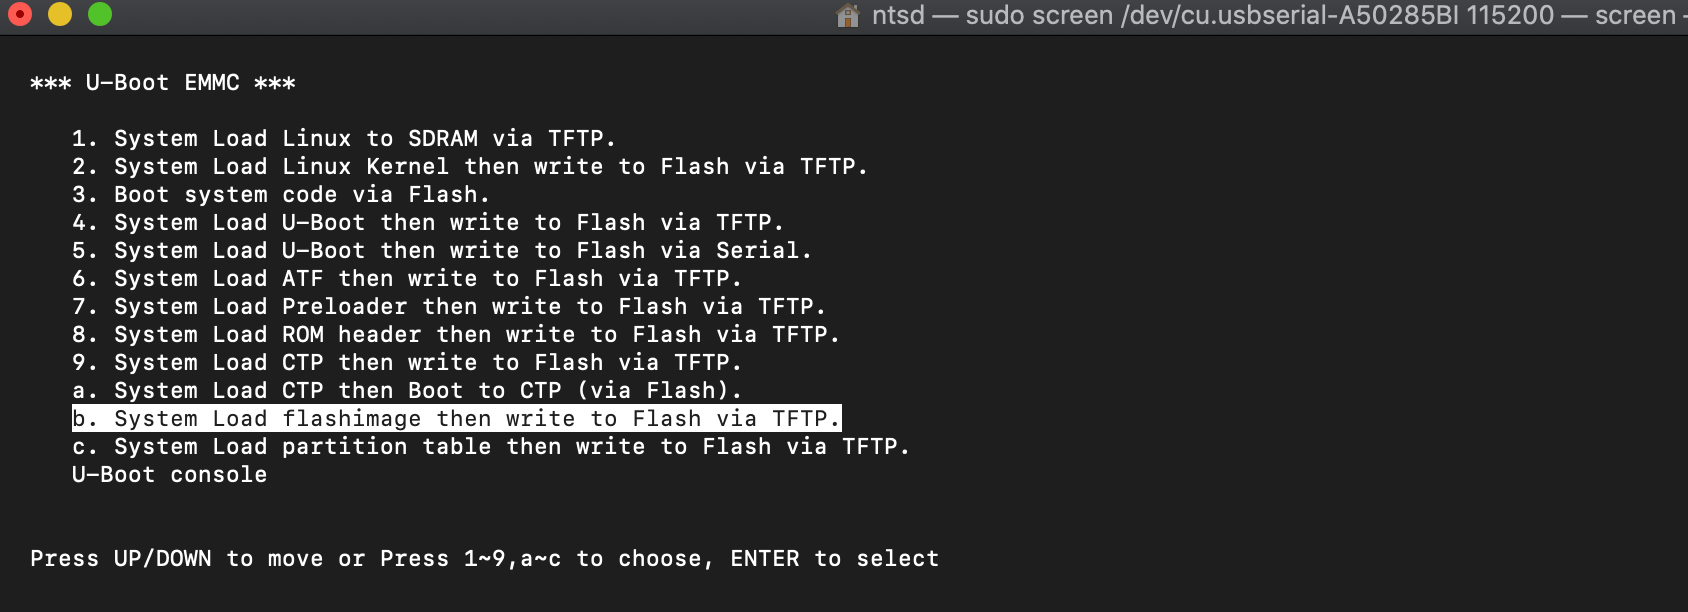 ntsd — sudo screen /dev/cu.usbserial-A50285BI 115200 — screen -
*** U-Boot EMMC ***
1. System Load Linux to SDRAM via TFTP.
2. System Load Linux Kernel then write to Flash via TFTP.
3. Boot system code via Flash.
4. System Load U-Boot then write to Flash via TFTP.
5. System Load U-Boot then write to Flash via Serial.
6. System Load ATF then write to Flash via TFTP.
7. System Load Preloader then write to Flash via TFTP.
8. System Load ROM header then write to Flash via TFTP.
9. System Load CTP then write to Flash via TFTP.
a. System Load CTP then Boot to CTP (via Flash).
b. System Load flashimage then write to Flash via TFTP.
c. System Load partition table then write to Flash via TFTP.
U-Boot console
Press UP/DOWN to move or Press 1~9,a~c to choose, ENTER to select